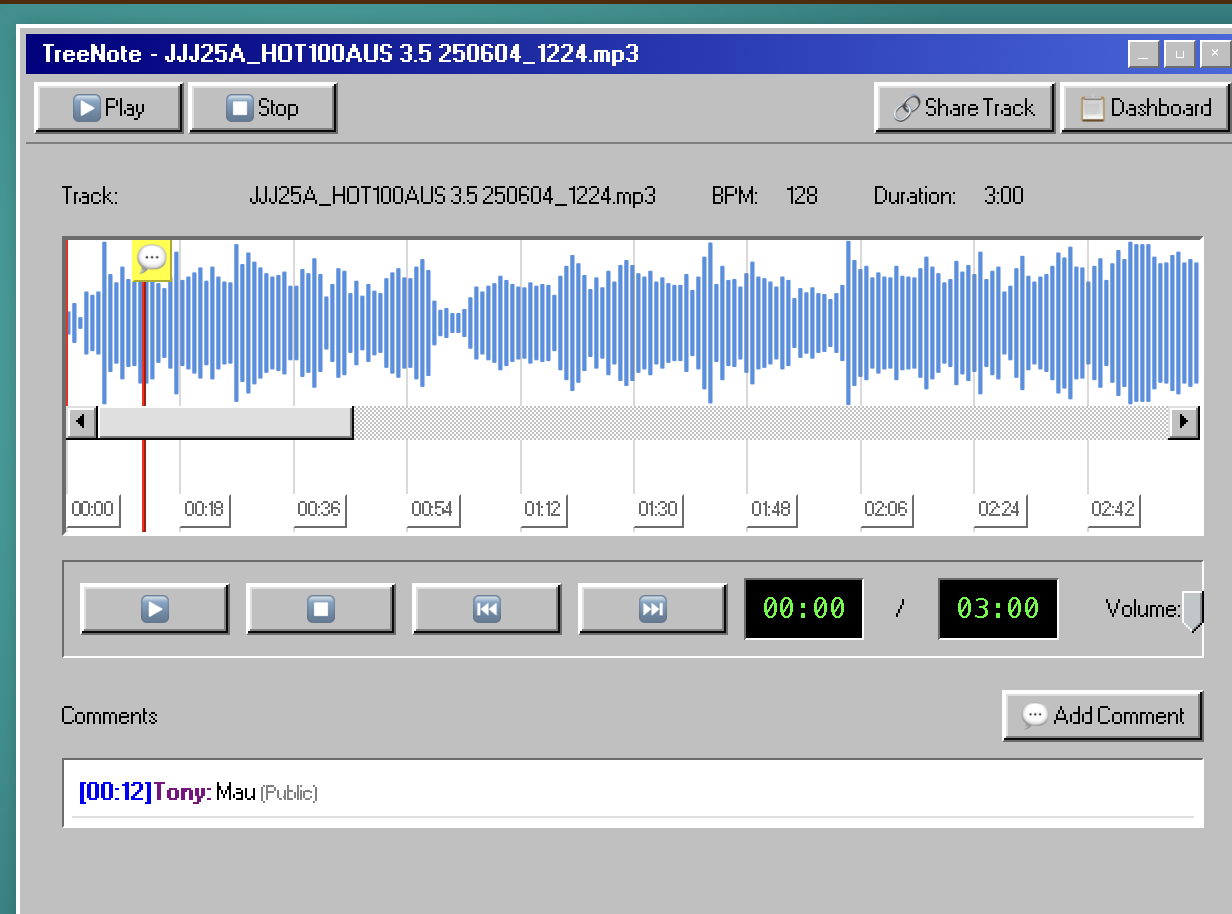 TreeNote - JJJ25A_HOT100AUS 3.5 250604_1224.mp3
Play Stop Share Track Dashboard
Track: JJJ25A_HOT100AUS 3.5 250604_1224.mp3 BPM: 128 Duration: 3:00
00:00 00:18 00:36 00:54 01:12 01:30 01:48 02:06 02:24 02:42
00:00 / 03:00 Volume:
Comments Add Comment
[00:12]Tony: Mau (Public)